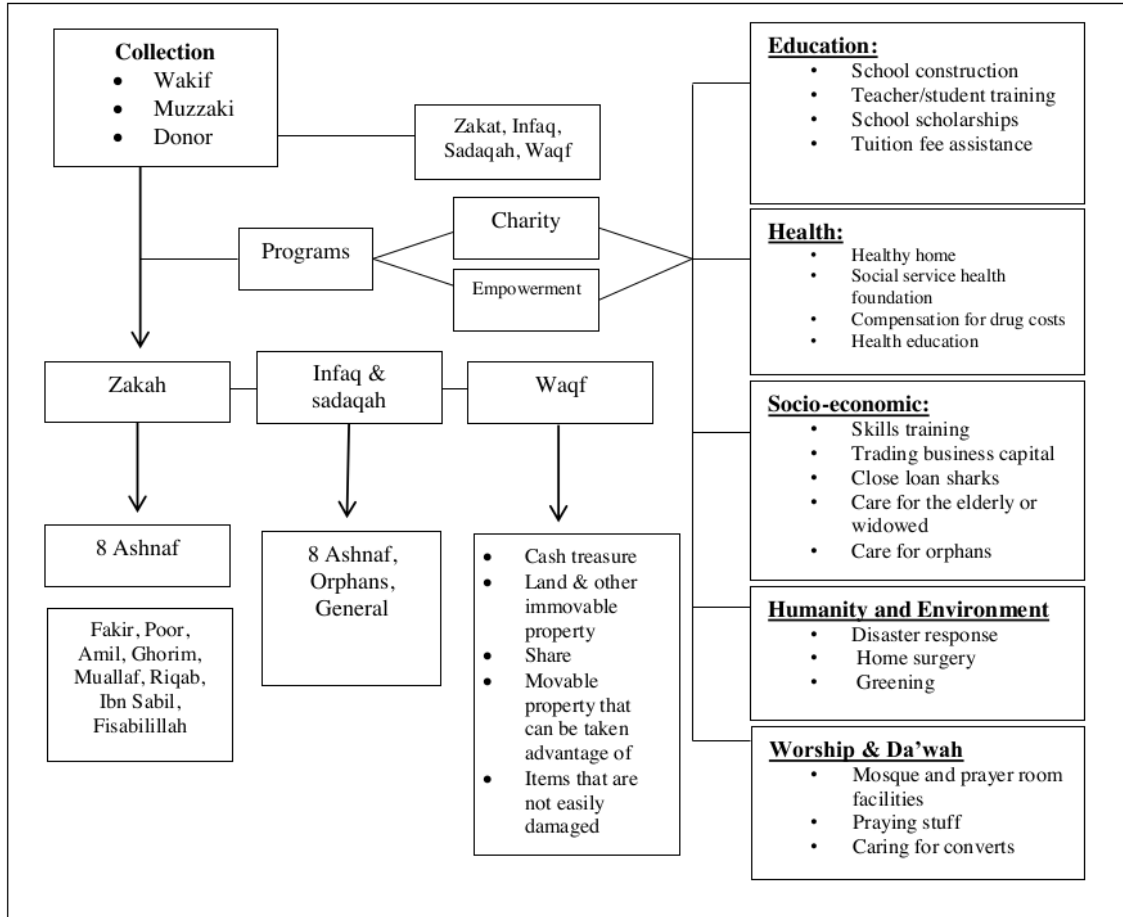 Collection
• Wakif
• Muzzaki
• Donor
Zakat, Infaq,
Sadaqah, Waqf
Programs
Charity
Empowerment
Zakah
Infaq &
sadaqah
Waqf
8 Ashnaf
Fakir, Poor,
Amil, Ghorim,
Muallaf, Riqab,
Ibn Sabil,
Fisabilillah
8 Ashnaf,
Orphans,
General
• Cash treasure
• Land & other
immovable
property
• Share
• Movable
property that
can be taken
advantage of
• Items that are
not easily
damaged
Education:
• School construction
• Teacher/student training
• School scholarships
• Tuition fee assistance
Health:
• Healthy home
• Social service health
foundation
• Compensation for drug costs
• Health education
Socio-economic:
• Skills training
• Trading business capital
• Close loan sharks
• Care for the elderly or
widowed
• Care for orphans
Humanity and Environment
• Disaster response
• Home surgery
• Greening
Worship & Da’wah
• Mosque and prayer room
facilities
• Praying stuff
• Caring for converts